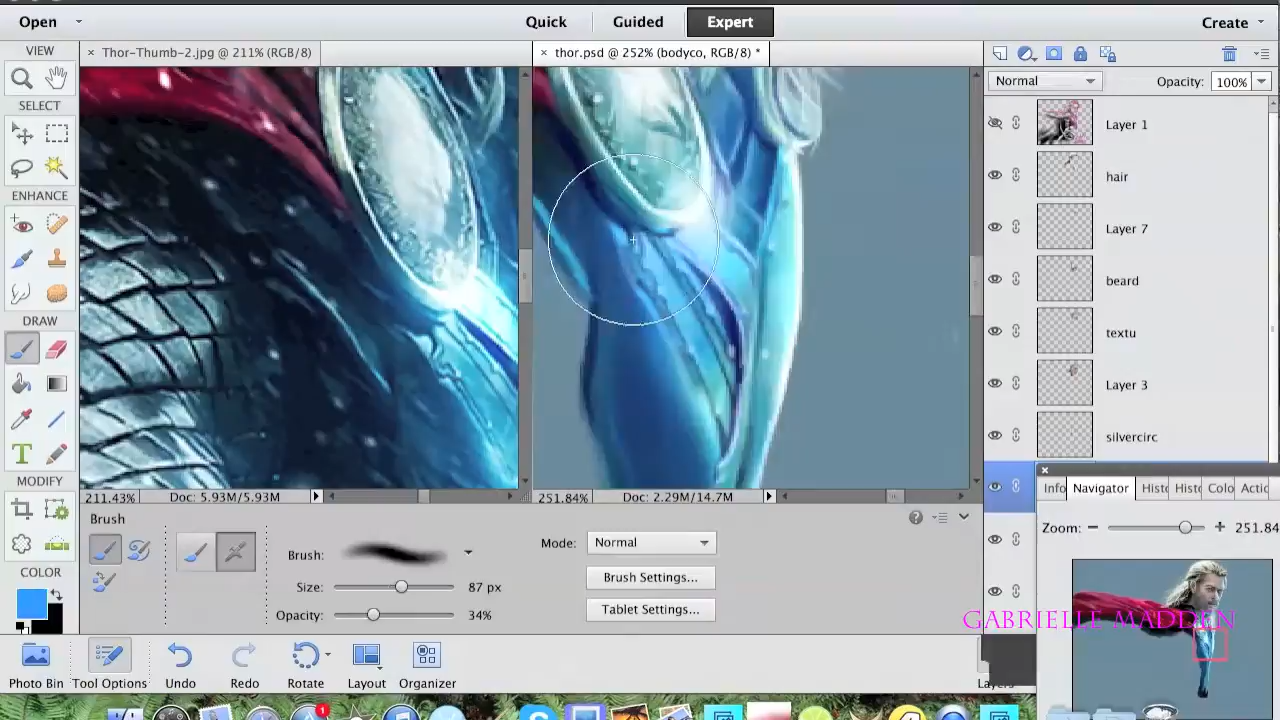 Open
Quick
Guided
Expert
Create
VIEW
× Thor-Thumb-2.jpg @ 211% (RGB/8)
× thor.psd @ 252% (bodyco, RGB/8) *
Normal
Opacity: 100%
SELECT
ENHANCE
DRAW
MODIFY
COLOR
Layer 1
hair
Layer 7
beard
textu
Layer 3
silvercirc
211.43%
Doc: 5.93M/5.93M
251.84%
Doc: 2.29M/14.7M
Info
Navigator
Histo
Colo
Actic
Zoom:
251.84
Brush
Brush:
Size:
87 px
Opacity:
34%
Mode:
Normal
Brush Settings...
Tablet Settings...
GABRIELLE MADDEN
Photo Bin
Tool Options
Undo
Redo
Rotate
Layout
Organizer
1